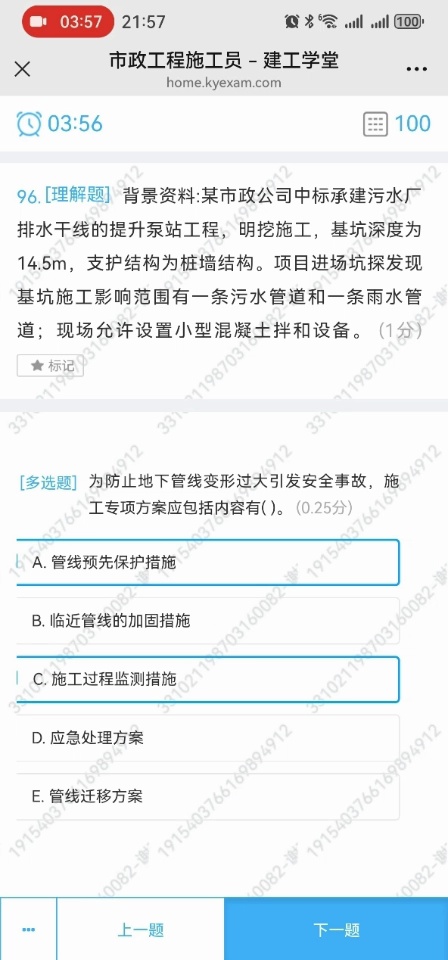 03:57 21:57 100
市政工程施工员 - 建工学堂
home.kyexam.com
03:56 100
96.[理解题] 背景资料:某市政公司中标承建污水厂
排水干线的提升泵站工程，明挖施工，基坑深度为
14.5m，支护结构为桩墙结构。项目进场坑探发现
基坑施工影响范围有一条污水管道和一条雨水管
道；现场允许设置小型混凝土拌和设备。(1分)
标记
[多选题] 为防止地下管线变形过大引发安全事故，施
工专项方案应包括内容有( )。(0.25分)
A. 管线预先保护措施
B. 临近管线的加固措施
C. 施工过程监测措施
D. 应急处理方案
E. 管线迁移方案
上一题 下一题